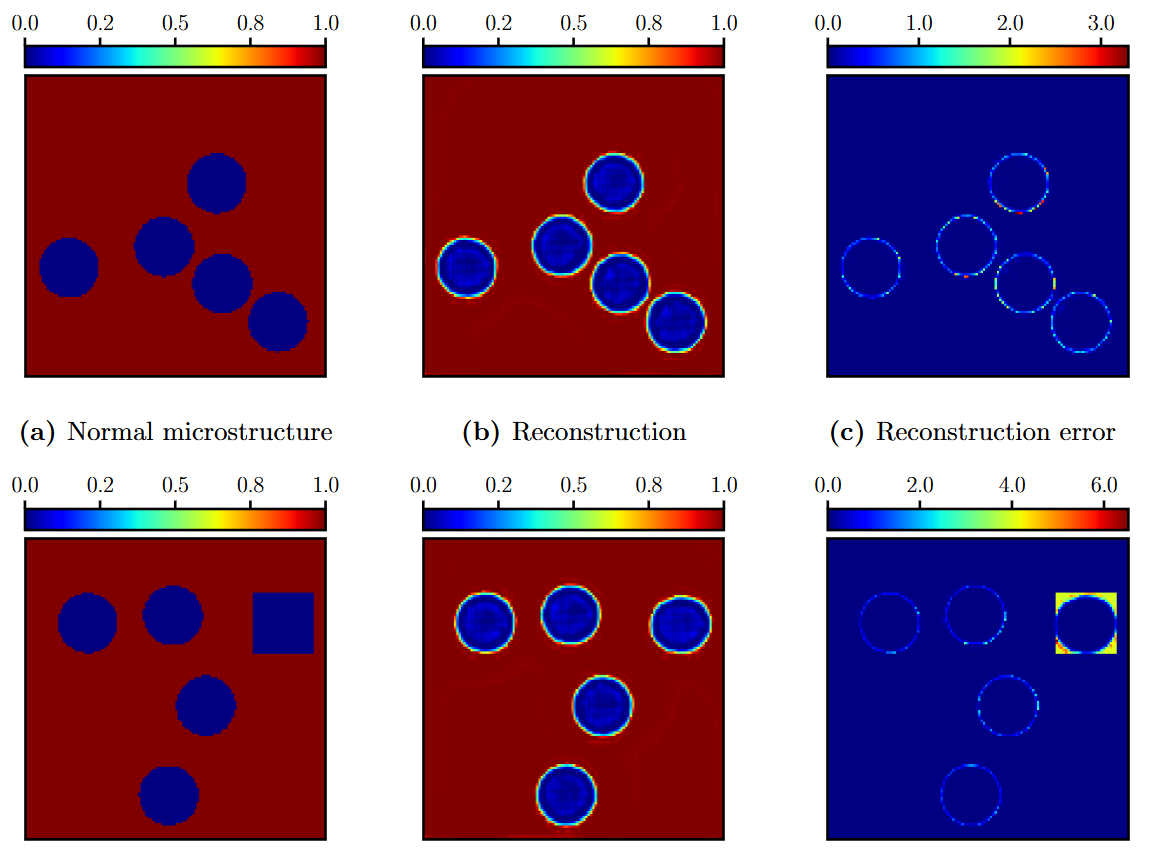 0.0 0.2 0.5 0.8 1.0 0.0 0.2 0.5 0.8 1.0 0.0 1.0 2.0 3.0
(a) Normal microstructure (b) Reconstruction (c) Reconstruction error
0.0 0.2 0.5 0.8 1.0 0.0 0.2 0.5 0.8 1.0 0.0 2.0 4.0 6.0